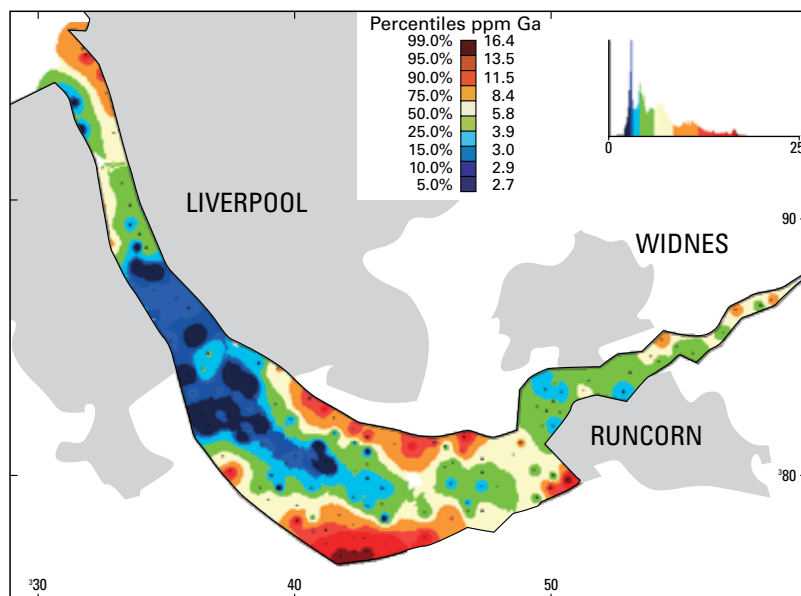 Percentiles ppm Ga
99.0% 16.4
95.0% 13.5
90.0% 11.5
75.0% 8.4
50.0% 5.8
25.0% 3.9
15.0% 3.0
10.0% 2.9
5.0% 2.7
0 25
LIVERPOOL
90
WIDNES
RUNCORN
³80
³30 40 50